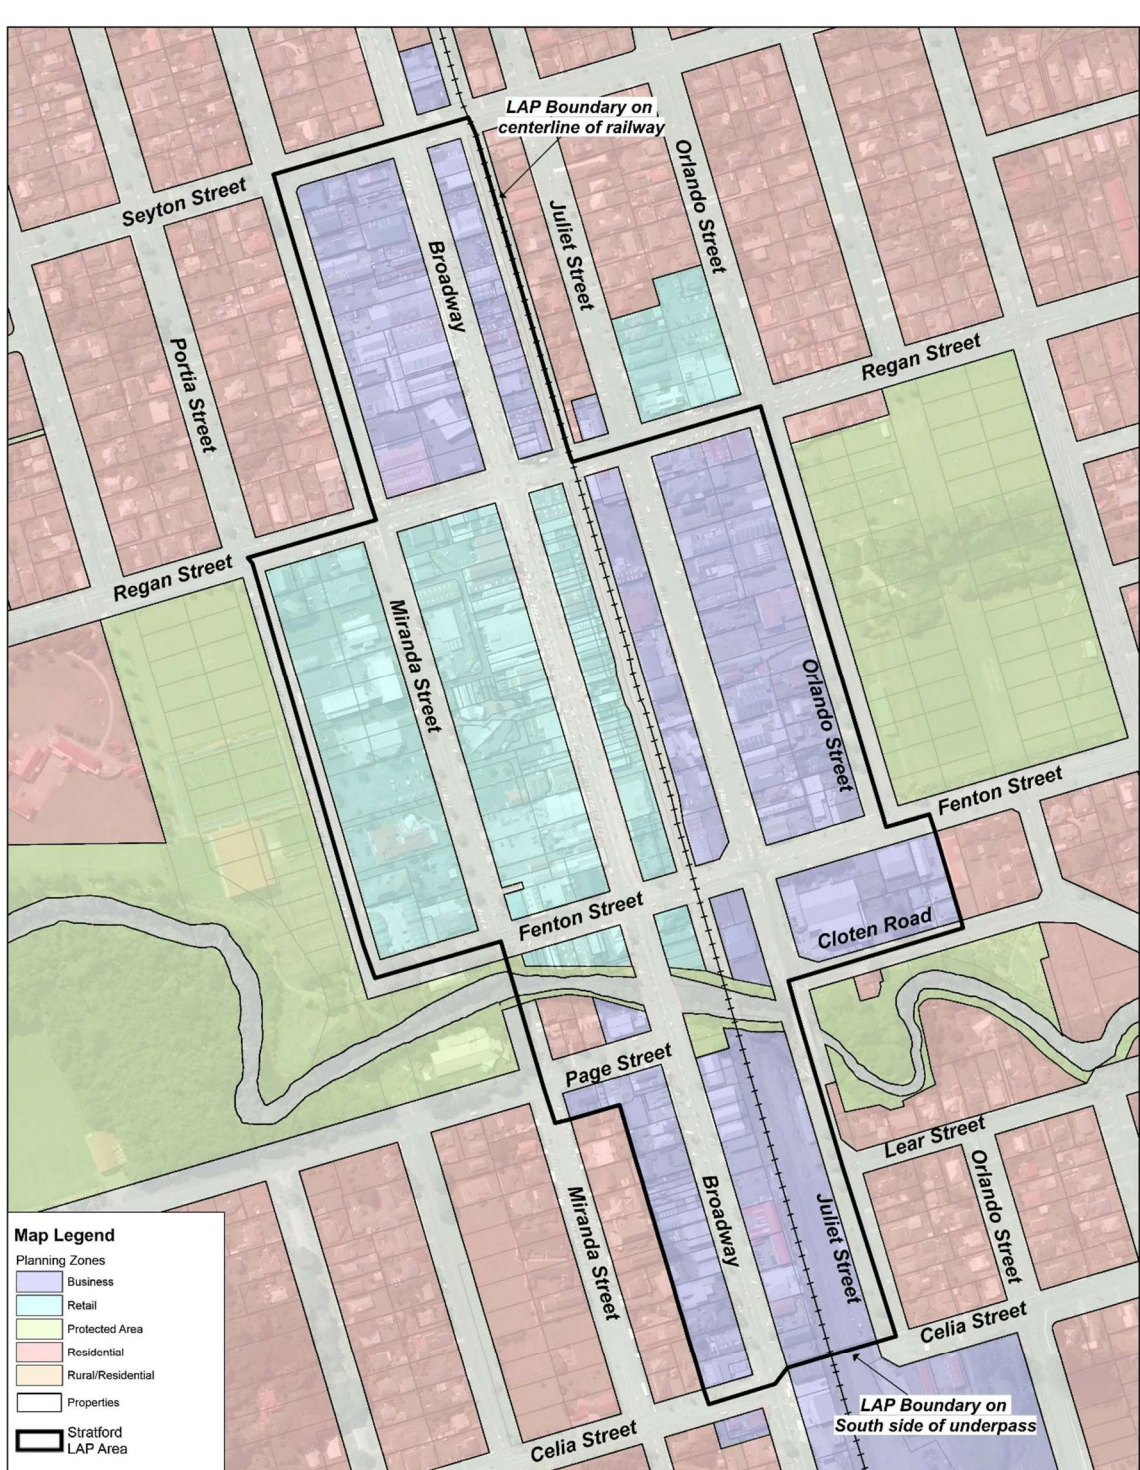 LAP Boundary on
centerline of railway
Orlando Street
Seyton Street
Juliet Street
Broadway
Portia Street
Regan Street
Regan Street
Miranda Street
Orlando Street
Fenton Street
Fenton Street
Cloten Road
Page Street
Lear Street
Orlando Street
Broadway
Miranda Street
Juliet Street
Celia Street
LAP Boundary on
South side of underpass
Celia Street
Map Legend
Planning Zones
Business
Retail
Protected Area
Residential
Rural/Residential
Properties
Stratford
LAP Area